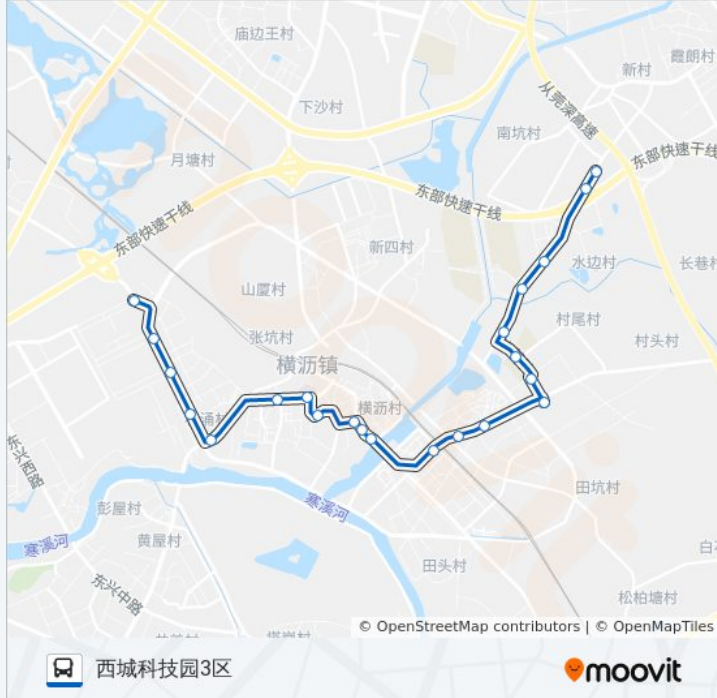 庙边王村
新村
霞朗村
下沙村
从莞深高速
南坑村
月塘村
东部快速干线
村
东部快速干线
东部快速干线
新四村
水边村
长巷村
山厦村
村尾村
张坑村
村头村
横沥镇
横沥村
涌村
东兴西路
田坑村
寒溪河
彭屋村
黄屋村
寒溪河
田头村
东兴中路
松柏塘村
© OpenStreetMap contributors | © OpenMapTiles
西城科技园3区
moovit